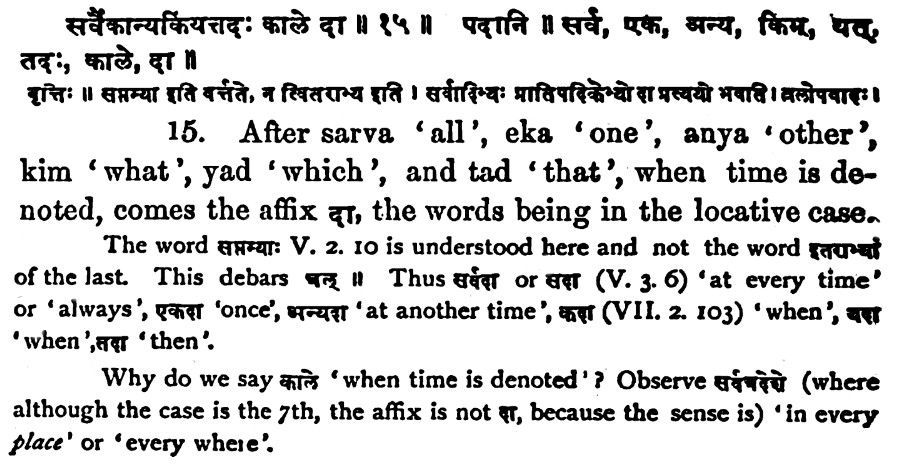 सर्वैकान्यकिंयत्तदः काले दा ॥ १५ ॥ पदानि ॥ सर्व, एक, अन्य, किम्, यत्,
तदः, काले, दा ॥
वृत्तिः ॥ सप्तम्या इति वर्त्तते, न त्वितराभ्य इति । सर्वादिभ्यः प्रातिपदिकेभ्यो दा प्रत्ययो भवति । त्रलोपवादः ।
15. After sarva ‘all’, eka ‘one’, anya ‘other’,
kim ‘what’, yad ‘which’, and tad ‘that’, when time is de-
noted, comes the affix दा, the words being in the locative case.
The word सप्तम्याः V. 2. 10 is understood here and not the word इतराभ्यां
of the last. This debars त्रल् ॥ Thus सर्वदा or सदा (V. 3. 6) ‘at every time’
or ‘always’, एकदा ‘once’, अन्यदा ‘at another time’, कदा (VII. 2. 103) ‘when’, यदा
‘when’,तदा ‘then’.
Why do we say काले ‘when time is denoted’? Observe (where
although the case is the 7th, the affix is not दा, because the sense is) ‘in every
place’ or ‘every where’.